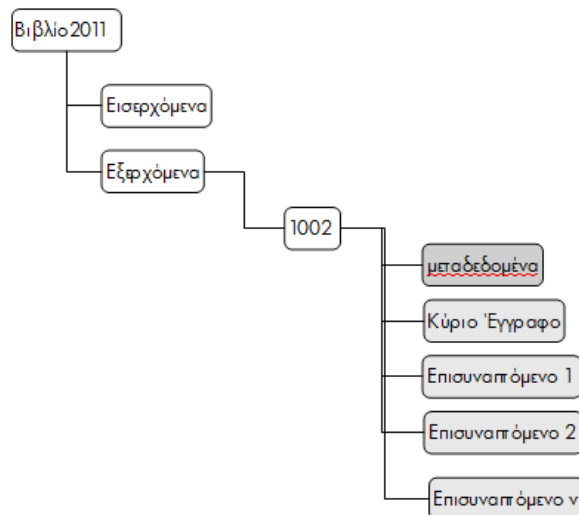 Βιβλίο2011
Εισερχόμενα
Εξερχόμενα
1002
μεταδεδομένα
Κύριο Έγγραφο
Επισυναπτόμενο 1
Επισυναπτόμενο 2
Επισυναπτόμενο ν